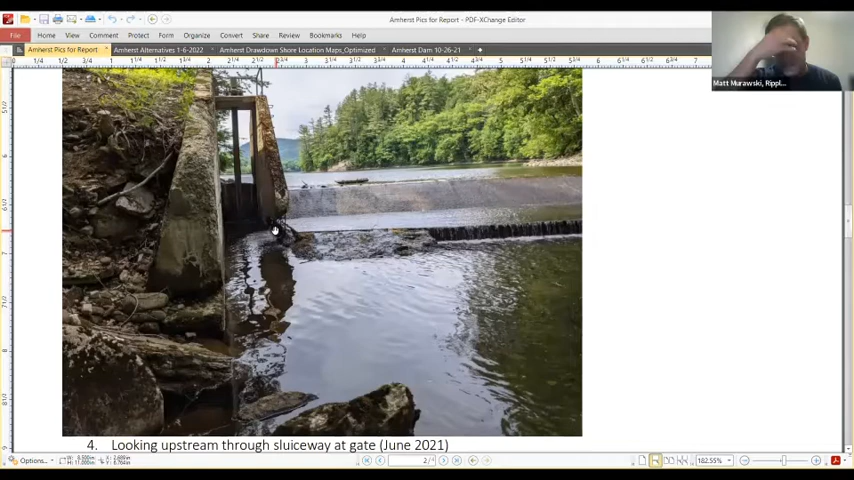 Amherst Pics for Report - PDF-XChange Editor
File Home View Comment Protect Form Organize Convert Share Review Bookmarks Help
Amherst Pics for Report Amherst Alternatives 1-6-2022 Amherst Drawdown Shore Location Maps_Optimized Amherst Dam 10-26-21
Matt Murawski, Rippl...
4. Looking upstream through sluiceway at gate (June 2021)
Options... 2/4 182.55%